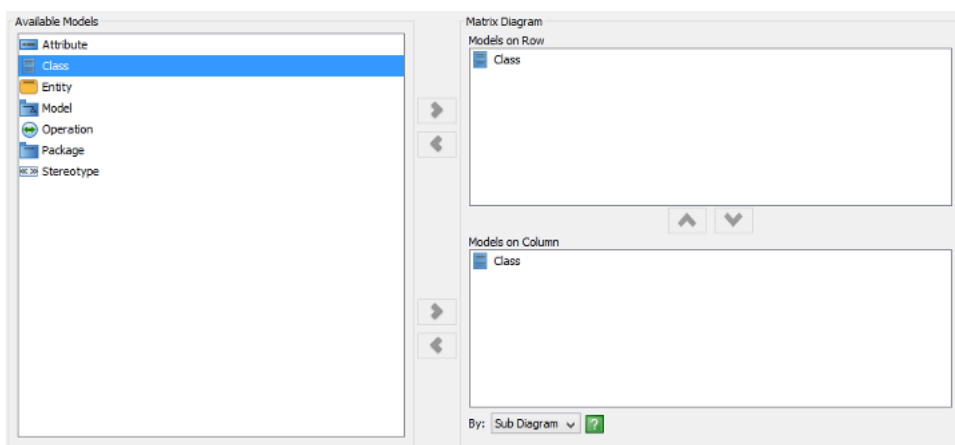 Available Models
Attribute
Class
Entity
Model
Operation
Package
Stereotype
Matrix Diagram
Models on Row
Class
Models on Column
Class
By: Sub Diagram ?